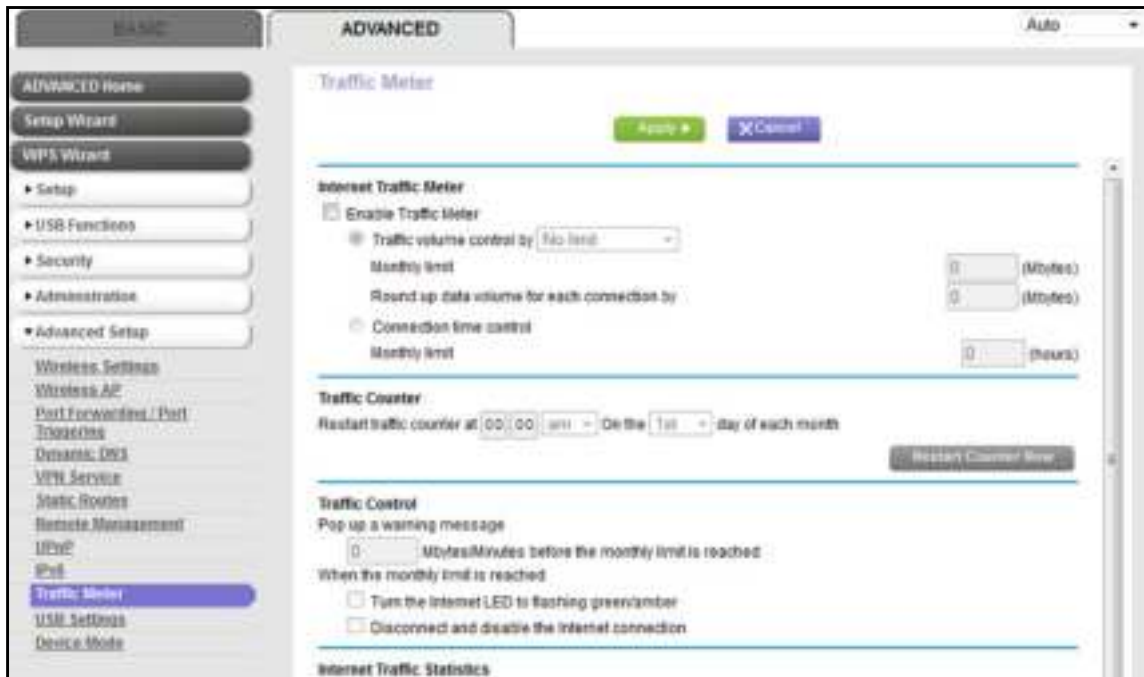 BASIC
ADVANCED
Auto
ADVANCED Home
Setup Wizard
WPS Wizard
Setup
USB Functions
Security
Administration
Advanced Setup
Wireless Settings
Wireless AP
Port Forwarding / Port
Triggering
Dynamic DNS
VPN Service
Static Routes
Remote Management
UPnP
IPv6
Traffic Meter
USB Settings
Device Mode
Traffic Meter
Apply
X Cancel
Internet Traffic Meter
Enable Traffic Meter
Traffic volume control by No limit
Monthly limit 0 (Mbytes)
Round up data volume for each connection by 0 (Mbytes)
Connection time control
Monthly limit 0 (hours)
Traffic Counter
Restart traffic counter at 00 : 00 am On the 1st day of each month
Restart Counter Now
Traffic Control
Pop up a warning message
0 Mbytes/Minutes before the monthly limit is reached
When the monthly limit is reached
Turn the Internet LED to flashing green/amber
Disconnect and disable the Internet connection
Internet Traffic Statistics